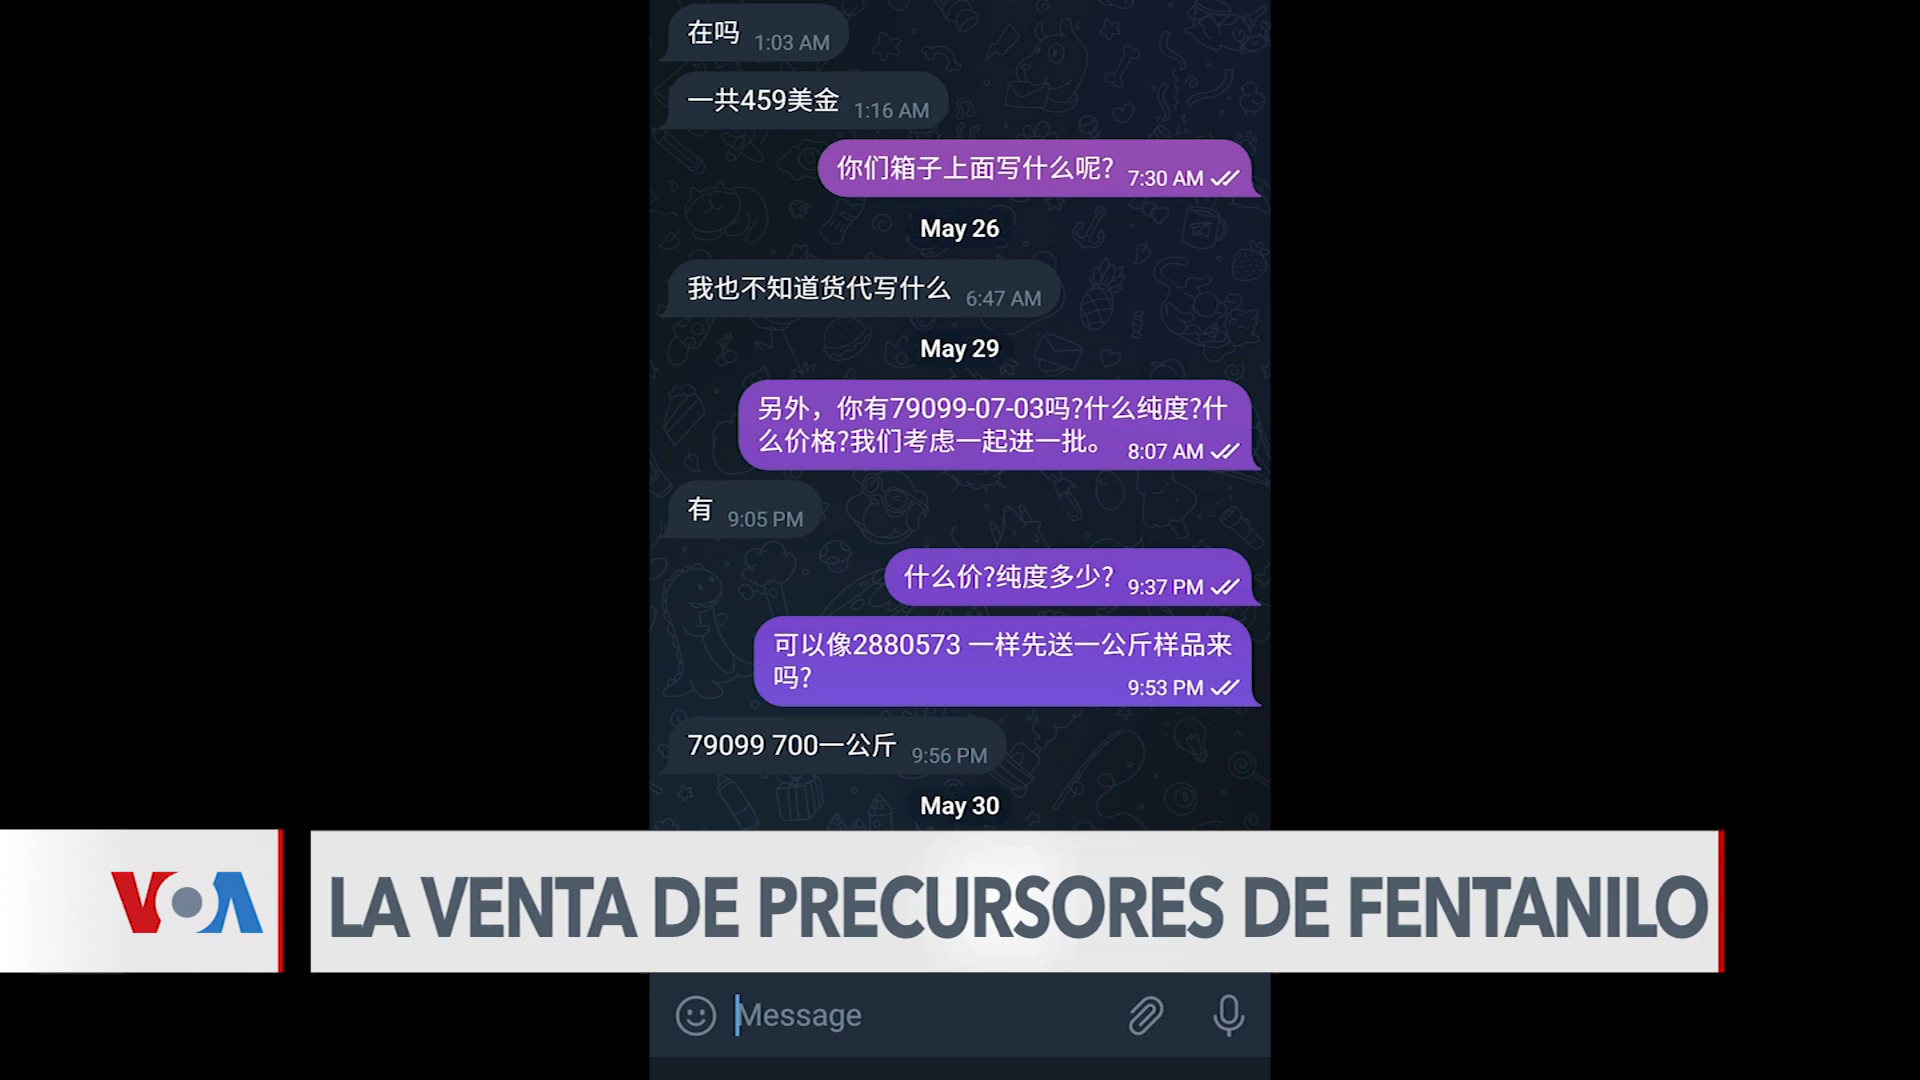 在吗 1:03 AM
一共459美金 1:16 AM
你们箱子上面写什么呢? 7:30 AM
May 26
我也不知道货代写什么 6:47 AM
May 29
另外，你有79099-07-03吗?什么纯度?什
么价格?我们考虑一起进一批。 8:07 AM
有 9:05 PM
什么价?纯度多少? 9:37 PM
可以像2880573 一样先送一公斤样品来
吗? 9:53 PM
79099 700一公斤 9:56 PM
May 30
VOA
LA VENTA DE PRECURSORES DE FENTANILO
Message